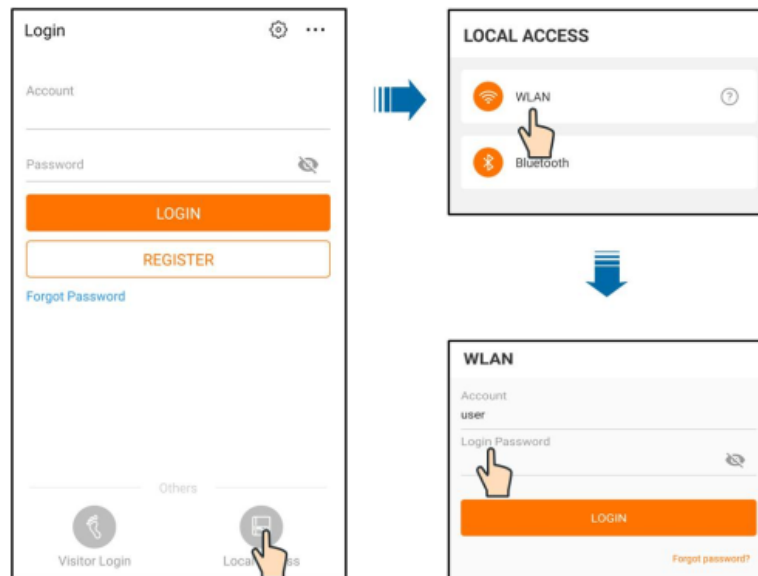 Login
Account
Password
LOGIN
REGISTER
Forgot Password
Others
Visitor Login
LOCAL ACCESS
WLAN
Bluetooth
WLAN
Account
user
Login Password
LOGIN
Forgot password?